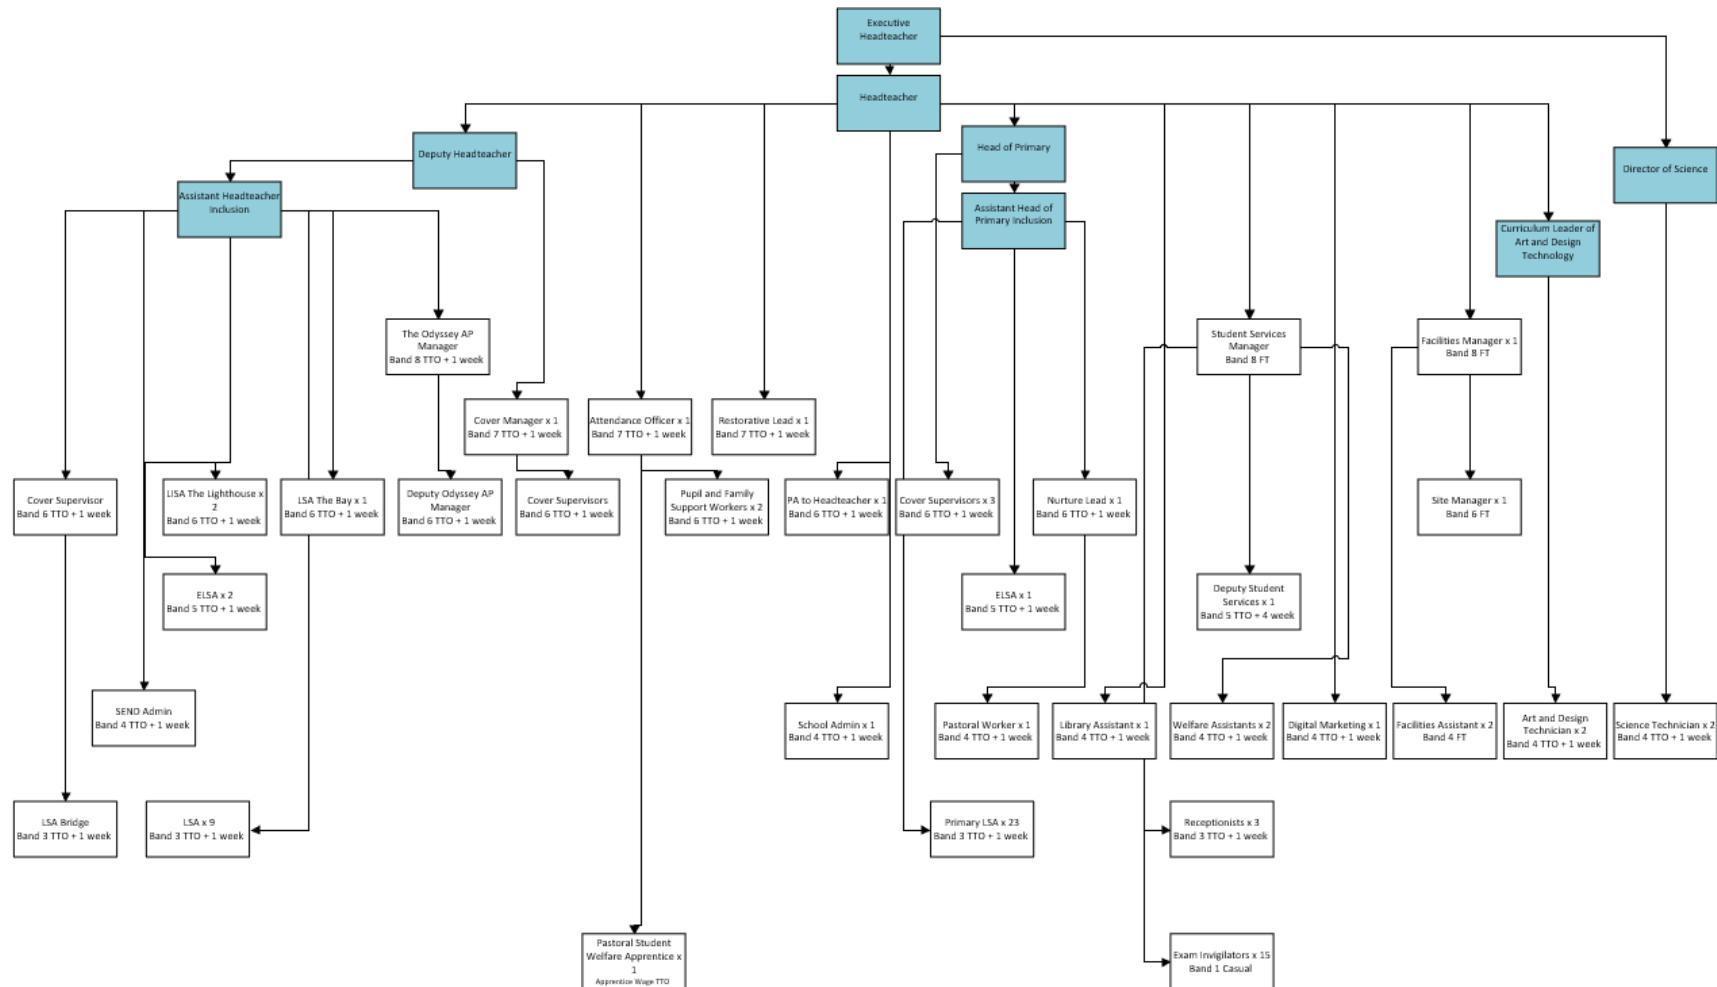 Executive
Headteacher
Headteacher
Deputy Headteacher
Head of Primary
Director of Science
Assistant Headteacher
Inclusion
Assistant Head of
Primary Inclusion
Curriculum Leader of
Art and Design
Technology
The Odyssey AP
Manager
Band 8 TTO + 1 week
Student Services
Manager
Band 8 FT
Facilities Manager x 1
Band 8 FT
Cover Manager x 1
Band 7 TTO + 1 week
Attendance Officer x 1
Band 7 TTO + 1 week
Restorative Lead x 1
Band 7 TTO + 1 week
Cover Supervisor
Band 6 TTO + 1 week
LISA The Lighthouse x
2
Band 6 TTO + 1 week
LSA The Bay x 1
Band 6 TTO + 1 week
Deputy Odyssey AP
Manager
Band 6 TTO + 1 week
Cover Supervisors
Band 6 TTO + 1 week
Pupil and Family
Support Workers x 2
Band 6 TTO + 1 week
PA to Headteacher x 1
Band 6 TTO + 1 week
Cover Supervisors x 3
Band 6 TTO + 1 week
Nurture Lead x 1
Band 6 TTO + 1 week
Site Manager x 1
Band 6 FT
ELSA x 2
Band 5 TTO + 1 week
ELSA x 1
Band 5 TTO + 1 week
Deputy Student
Services x 1
Band 5 TTO + 4 week
SEND Admin
Band 4 TTO + 1 week
School Admin x 1
Band 4 TTO + 1 week
Pastoral Worker x 1
Band 4 TTO + 1 week
Library Assistant x 1
Band 4 TTO + 1 week
Welfare Assistants x 2
Band 4 TTO + 1 week
Digital Marketing x 1
Band 4 TTO + 1 week
Facilities Assistant x 2
Band 4 FT
Art and Design
Technician x 2
Band 4 TTO + 1 week
Science Technician x 2
Band 4 TTO + 1 week
LSA Bridge
Band 3 TTO + 1 week
LSA x 9
Band 3 TTO + 1 week
Primary LSA x 23
Band 3 TTO + 1 week
Receptionists x 3
Band 3 TTO + 1 week
Pastoral Student
Welfare Apprentice x
1
Apprentice Wage TTO
Exam Invigilators x 15
Band 1 Casual